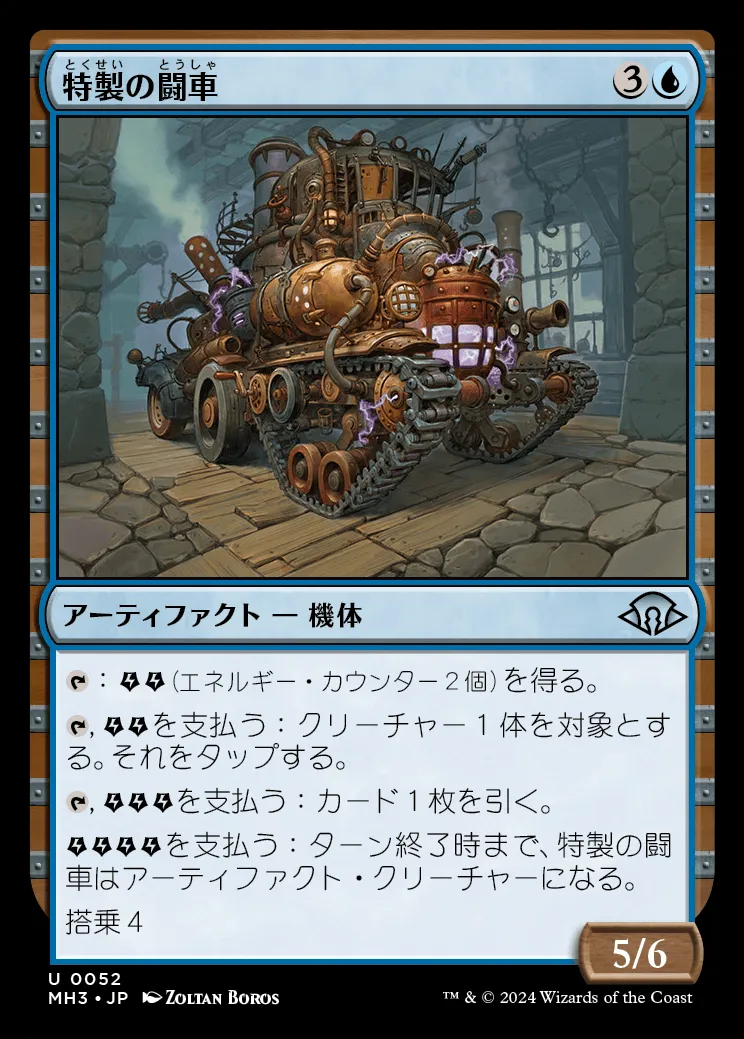 とくせい とうしゃ
特製の闘車 3
アーティファクト — 機体
：(エネルギー・カウンター２個)を得る。
, を支払う：クリーチャー１体を対象とす
る。それをタップする。
, を支払う：カード１枚を引く。
を支払う：ターン終了時まで、特製の闘
車はアーティファクト・クリーチャーになる。
搭乗４
5/6
U 0052
MH3 • JP ZOLTAN BOROS
™ & © 2024 Wizards of the Coast